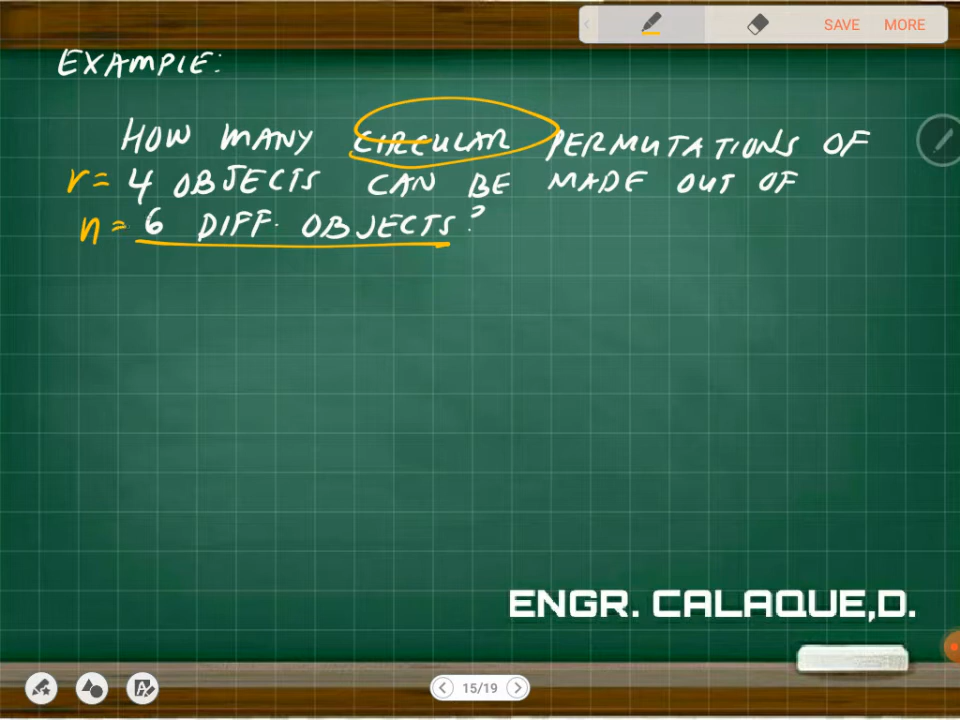 SAVE MORE
EXAMPLE:
HOW MANY CIRCULAR PERMUTATIONS OF
r = 4 OBJECTS CAN BE MADE OUT OF
n = 6 DIFF. OBJECTS?
ENGR. CALAQUE,D.
15/19